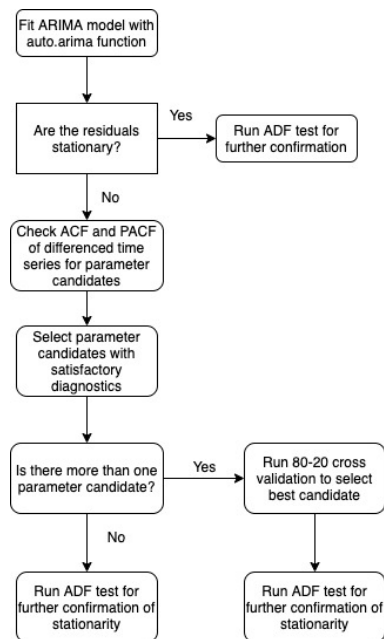 Fit ARIMA model with
auto.arima function
Are the residuals
stationary?
Yes
Run ADF test for
further confirmation
No
Check ACF and PACF
of differenced time
series for parameter
candidates
Select parameter
candidates with
satisfactory
diagnostics
Is there more than one
parameter candidate?
Yes
Run 80-20 cross
validation to select
best candidate
No
Run ADF test for
further confirmation of
stationarity
Run ADF test for
further confirmation of
stationarity